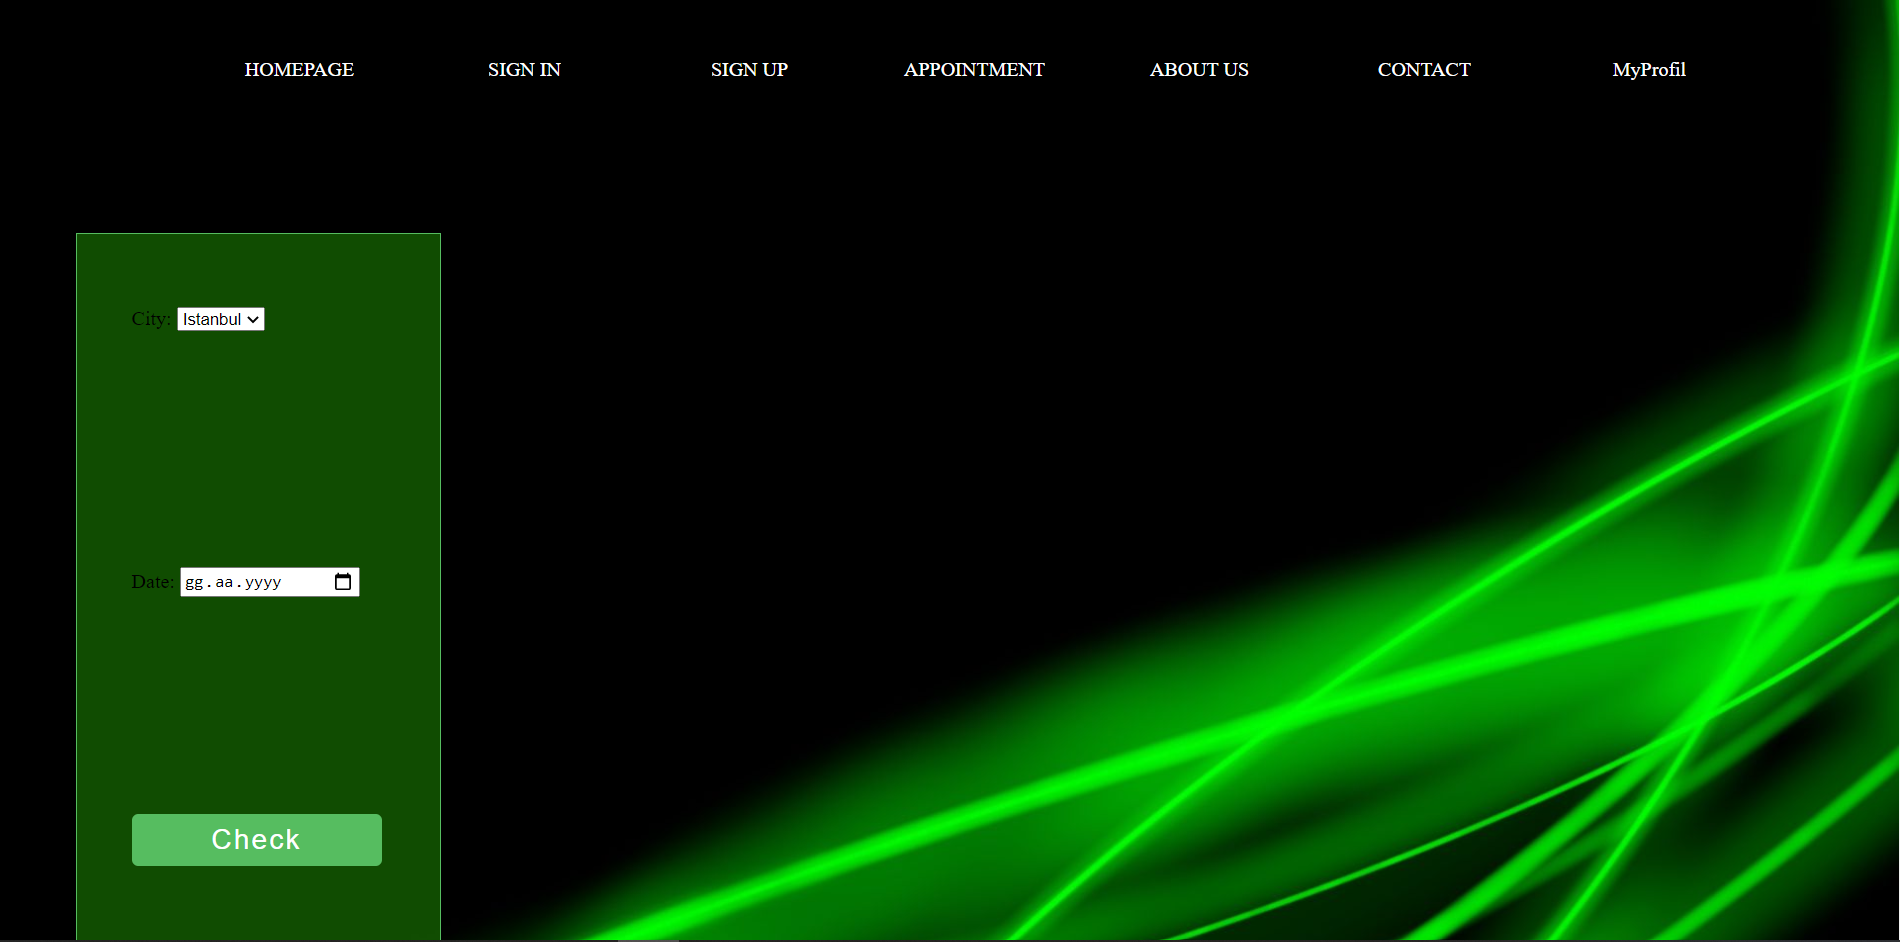 HOMEPAGE SIGN IN SIGN UP APPOINTMENT ABOUT US CONTACT MyProfil
City: Istanbul
Date: gg.aa.yyyy
Check